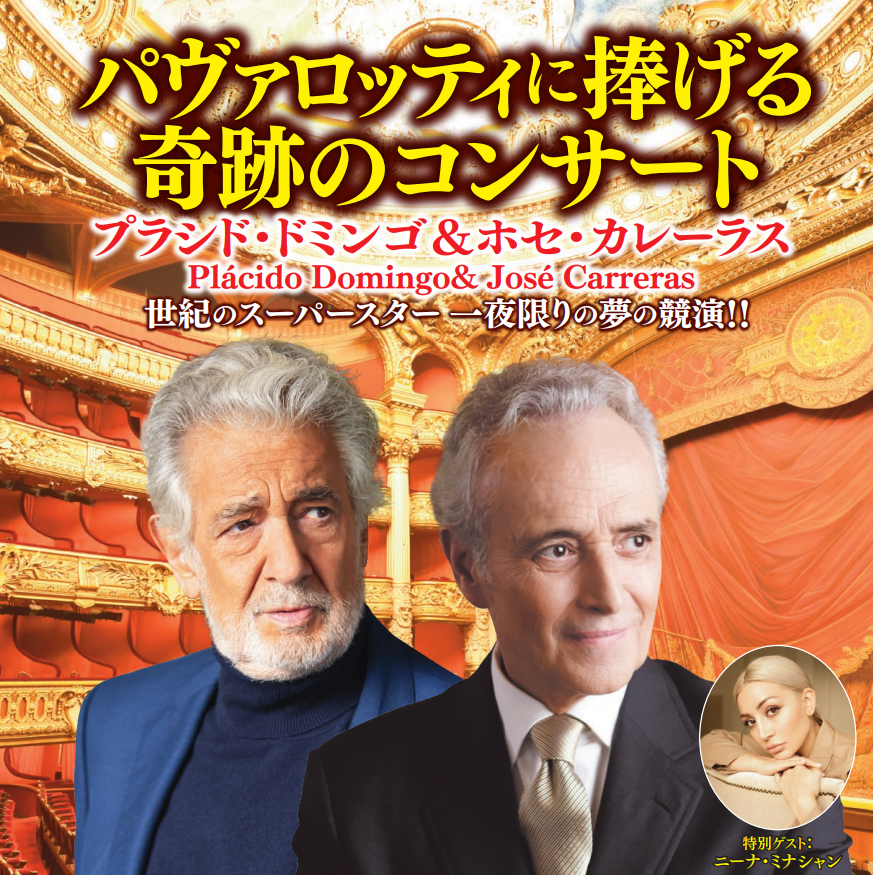 パヴァロッティに捧げる
奇跡のコンサート
プラシド・ドミンゴ&ホセ・カレーラス
Plácido Domingo& José Carreras
世紀のスーパースター 一夜限りの夢の競演!!
ANNO
特別ゲスト:
ニーナ・ミナシャン